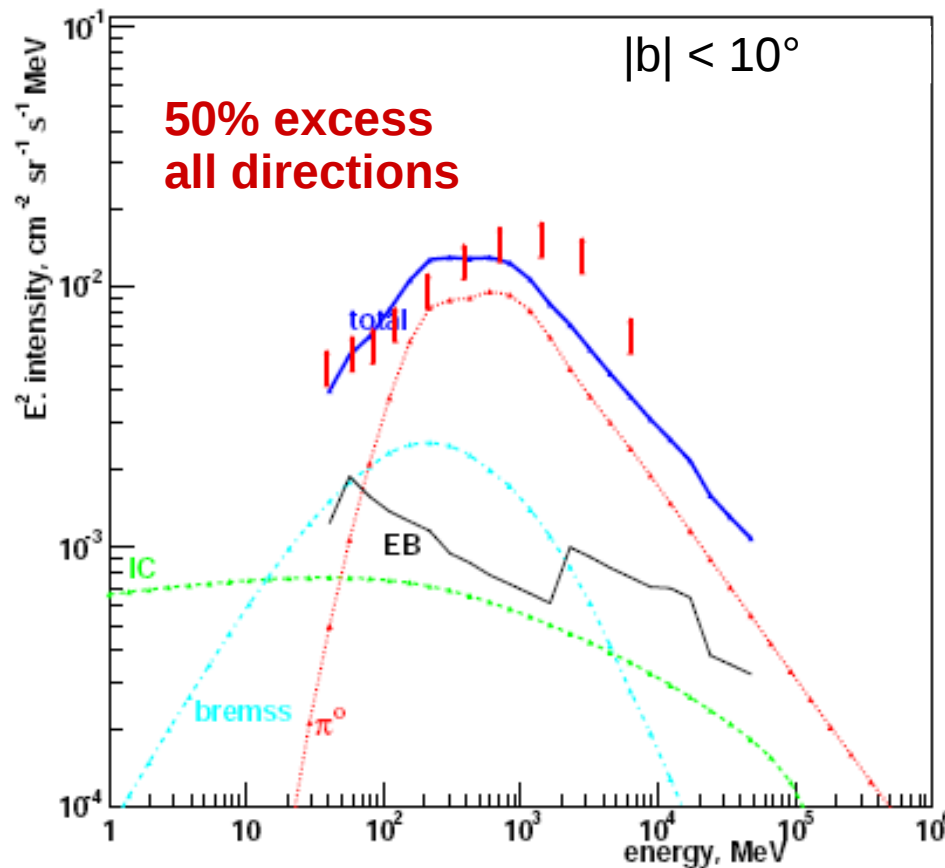 |b| < 10°
50% excess
all directions
E². intensity, cm⁻² sr⁻¹ s⁻¹ MeV
10⁻¹
10⁻²
10⁻³
10⁻⁴
total
EB
IC
bremss
π°
1 10 10² 10³ 10⁴ 10⁵ 10⁶
energy, MeV